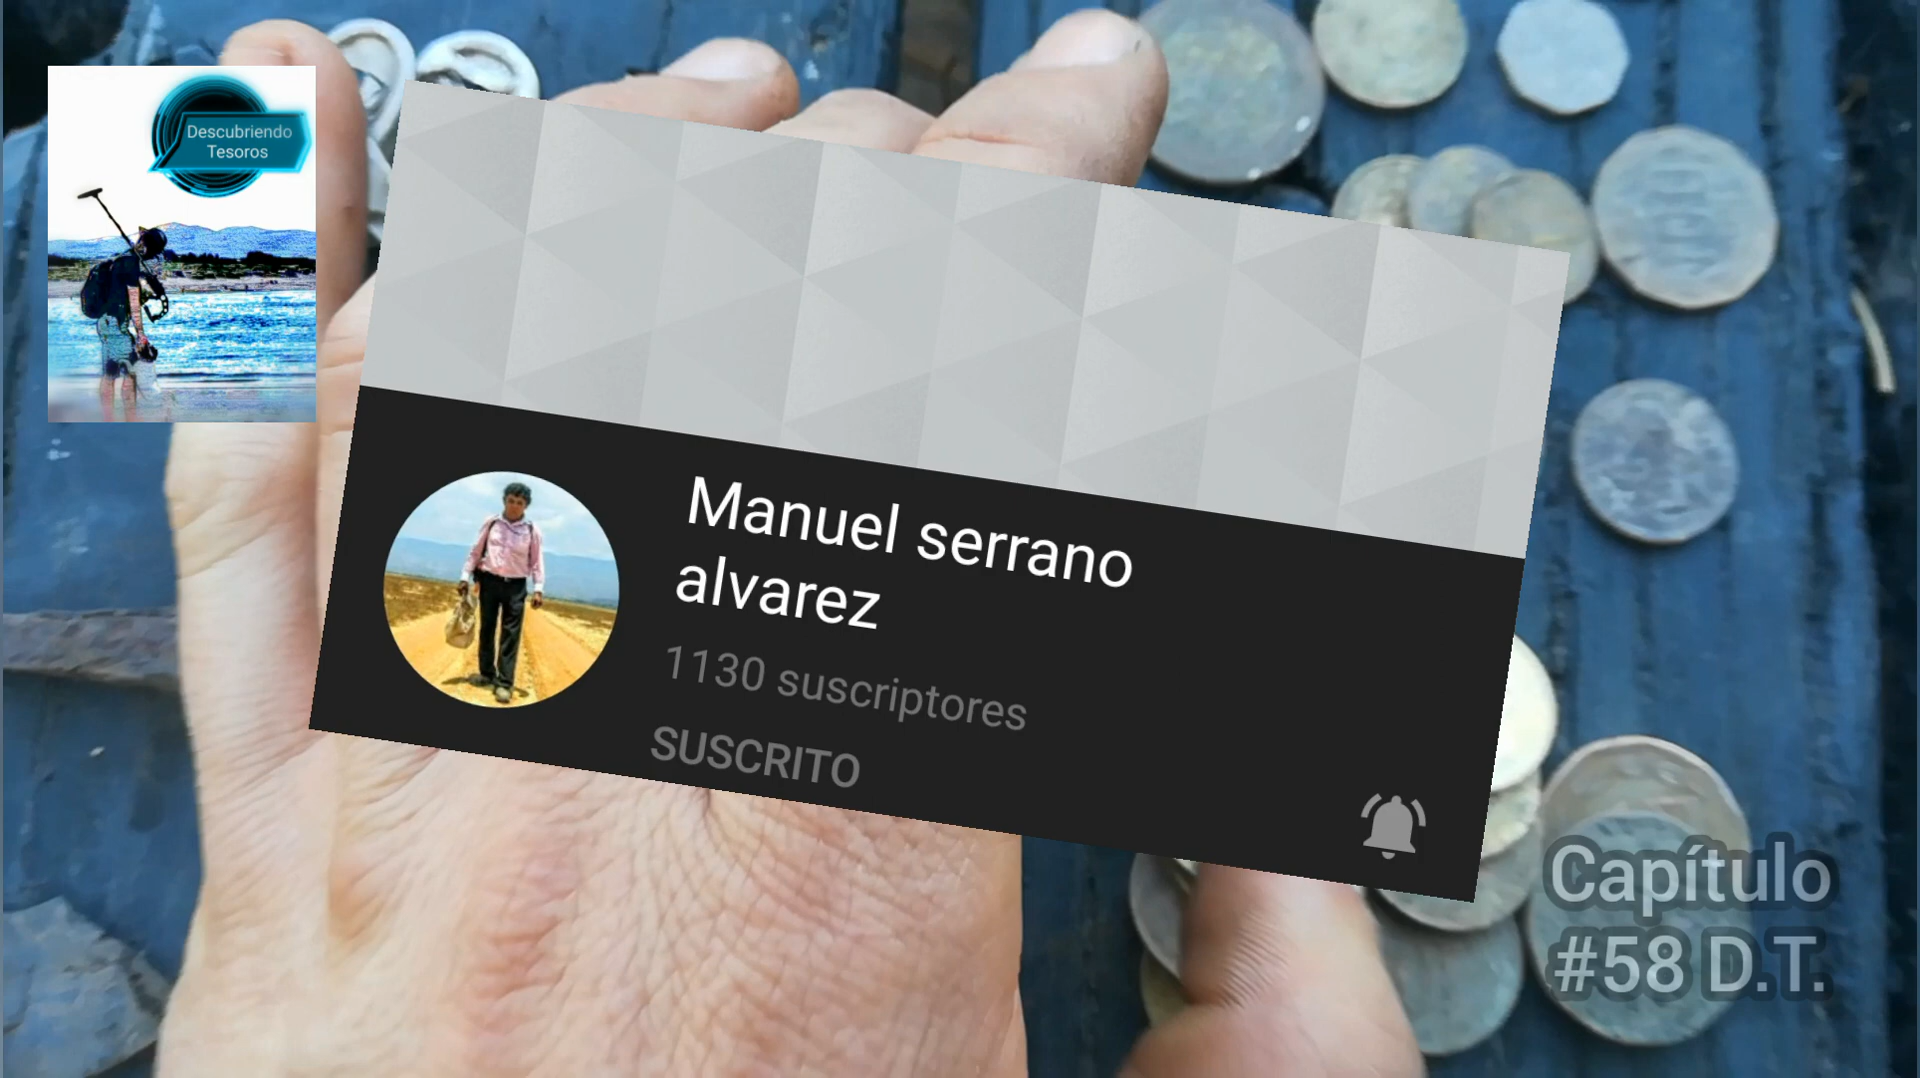 Descubriendo
Tesoros
Manuel serrano
alvarez
1130 suscriptores
SUSCRITO
Capítulo
#58 D.T.